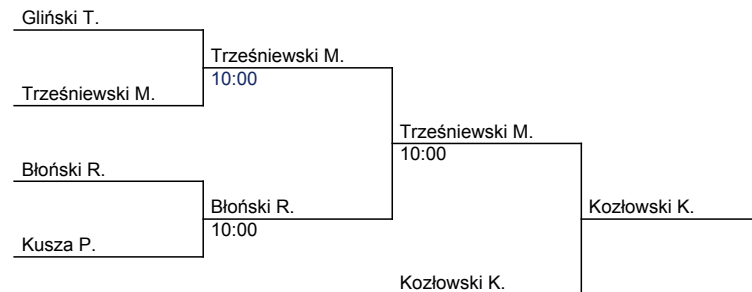 Gliński T.
Trześniewski M.
10:00
Trześniewski M.
Trześniewski M.
10:00
Błoński R.
Błoński R.
10:00
Kozłowski K.
Kusza P.
Kozłowski K.